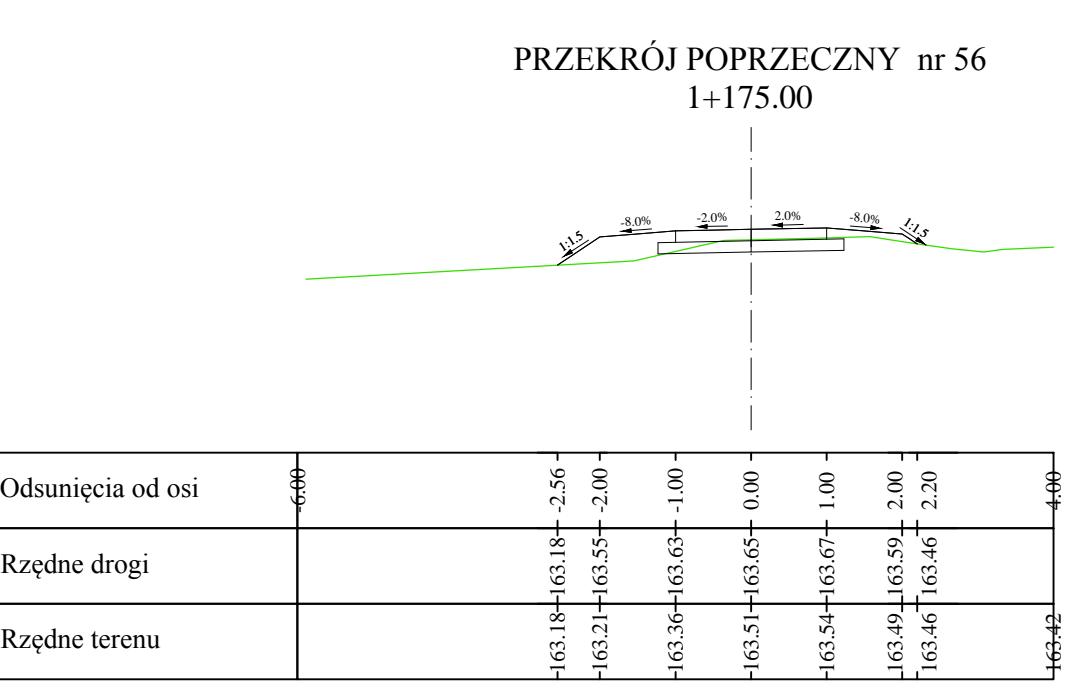 PRZEKRÓJ POPRZECZNY nr 56
1+175.00
1:1.5 -8.0% -2.0% 2.0% -8.0% 1:1.5
Odsunięcia od osi -6.00 -2.56 -2.00 -1.00 0.00 1.00 2.00 2.20 4.00
Rzędne drogi 163.18 163.55 163.63 163.65 163.67 163.59 163.46
Rzędne terenu 163.18 163.21 163.36 163.51 163.54 163.49 163.46 163.42